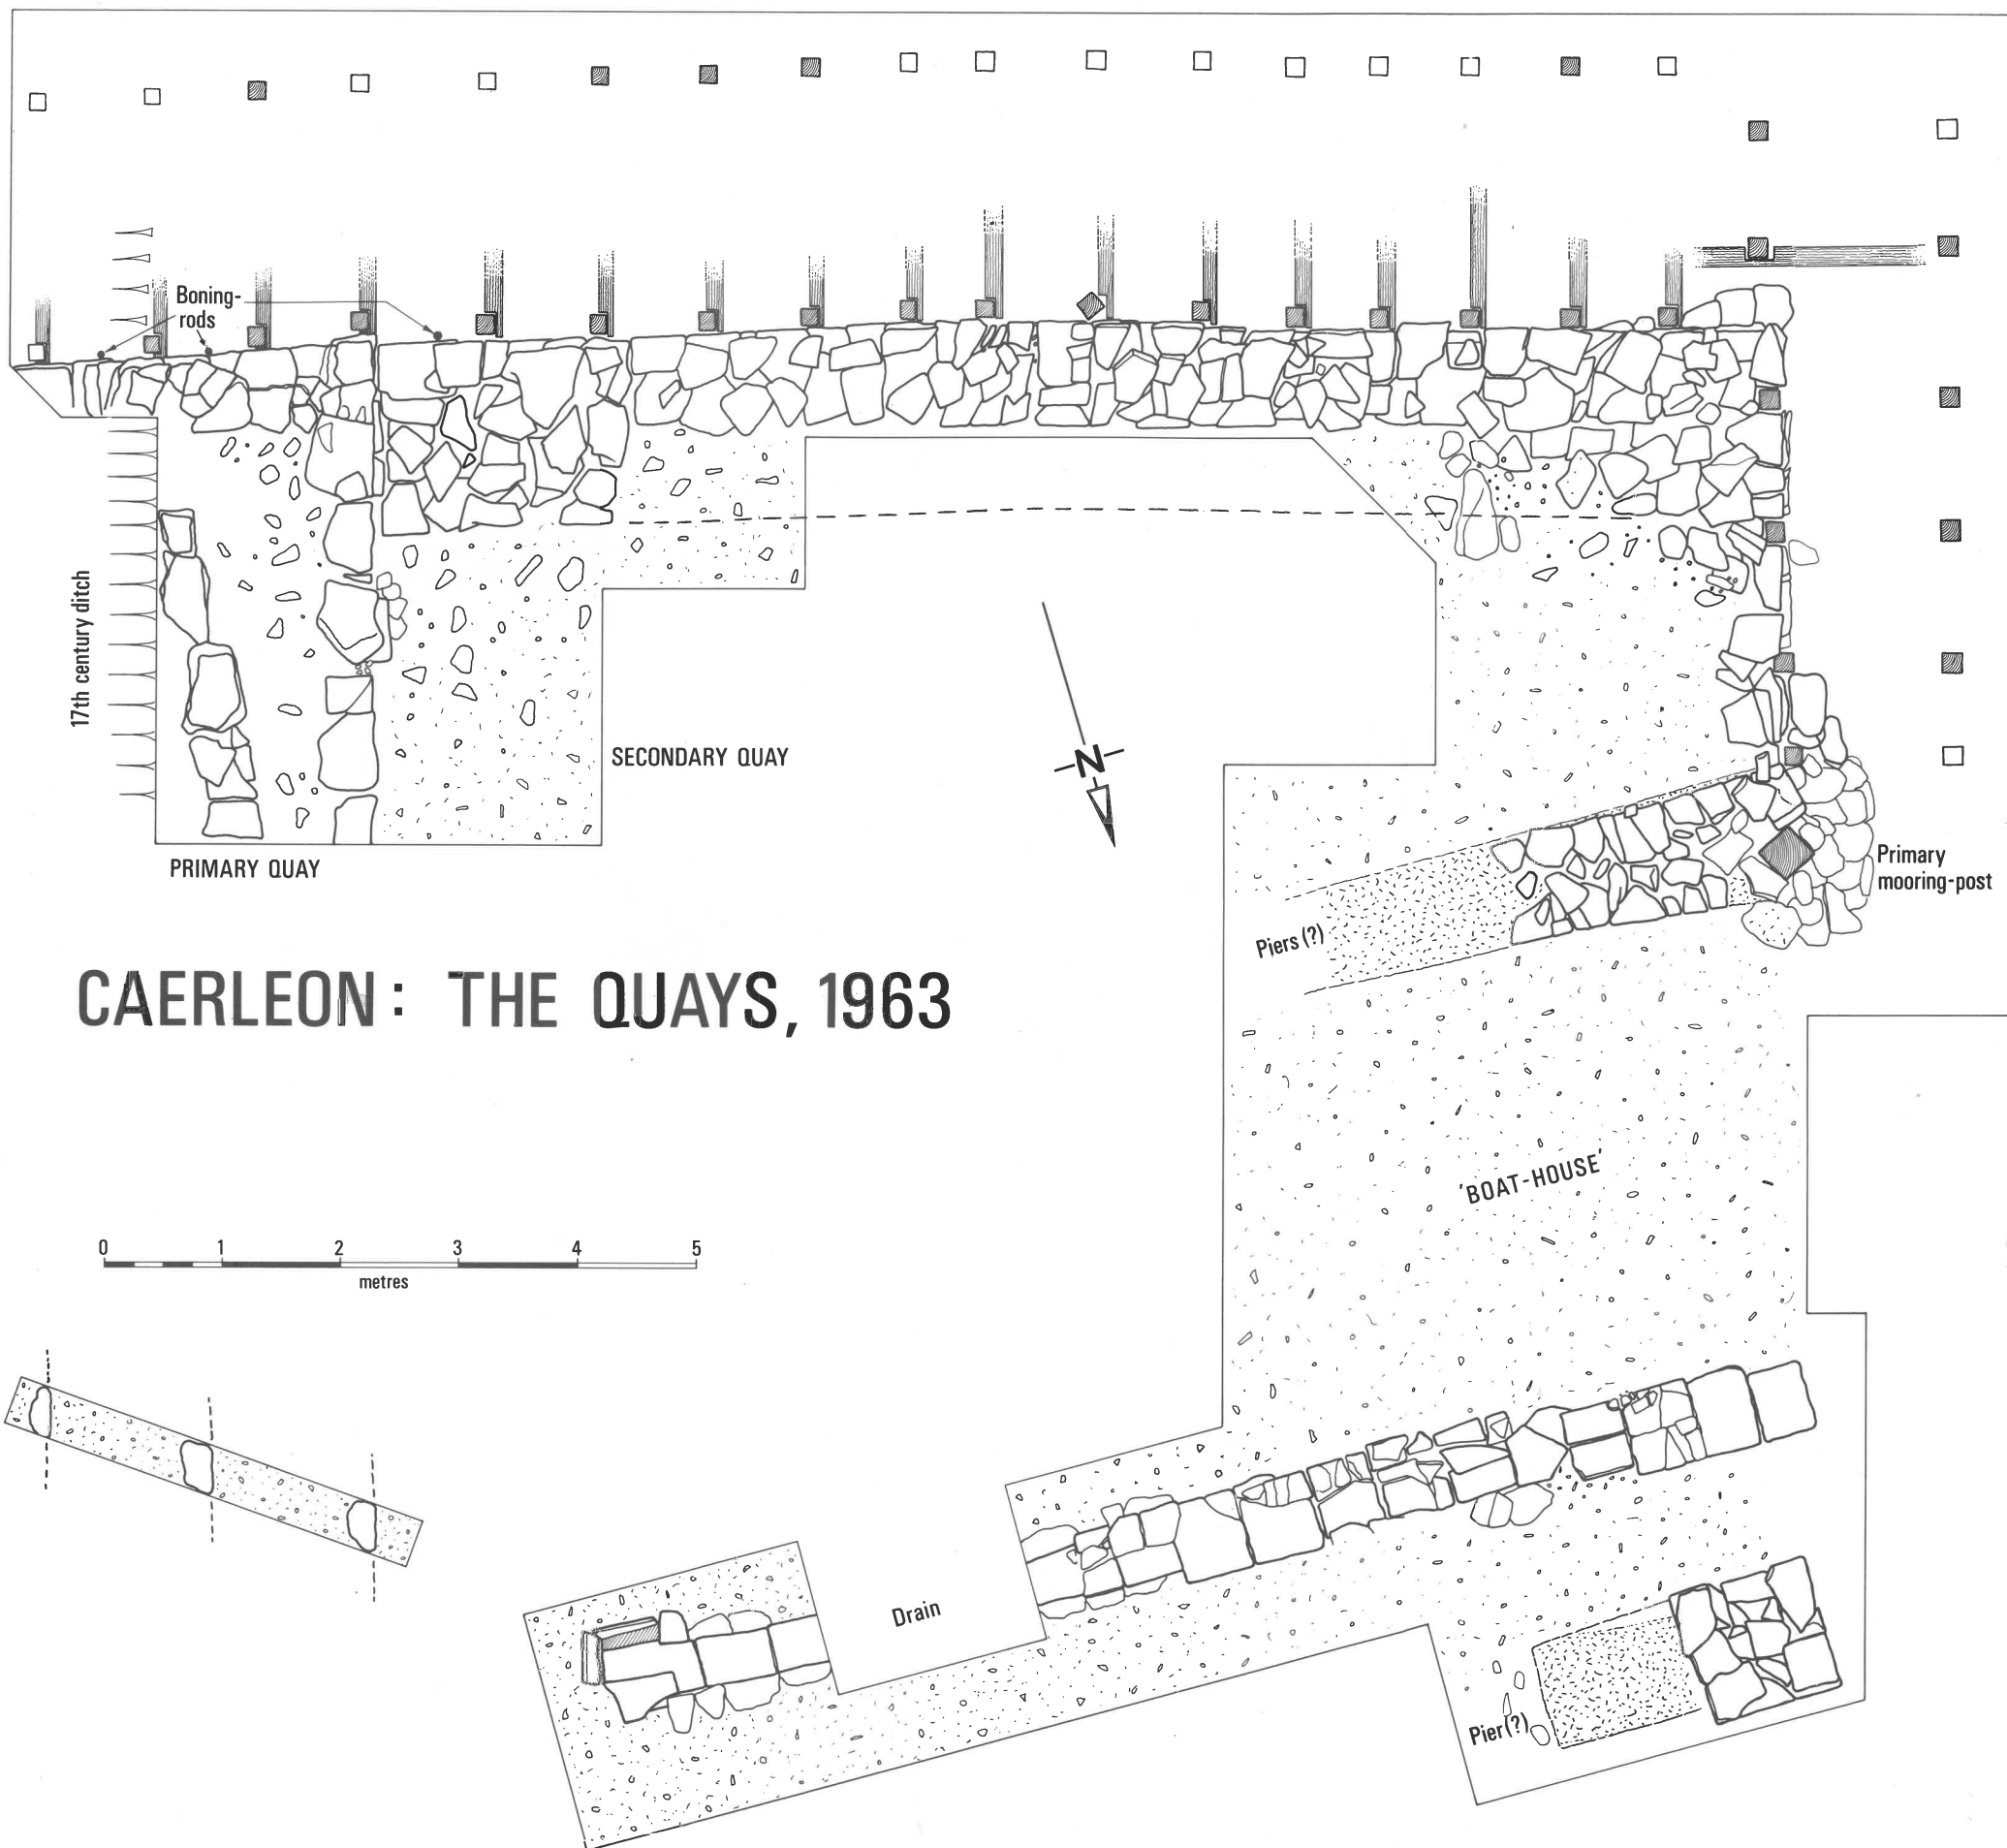 Boning-
rods
17th century ditch
SECONDARY QUAY
N
PRIMARY QUAY
Primary
mooring-post
Piers (?)
CAERLEON: THE QUAYS, 1963
'BOAT-HOUSE'
0 1 2 3 4 5
metres
Drain
Pier(?)